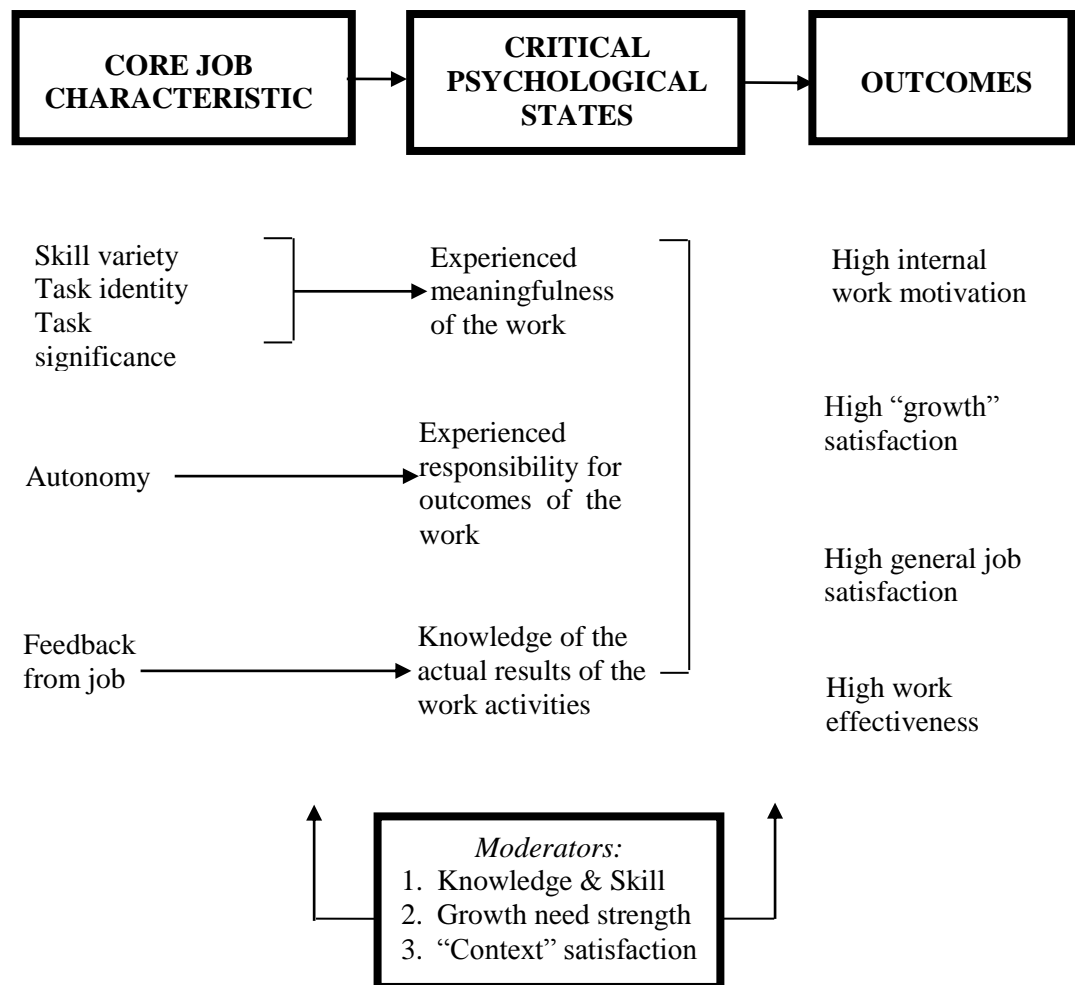 CORE JOB
CHARACTERISTIC
CRITICAL
PSYCHOLOGICAL
STATES
OUTCOMES
Skill variety
Task identity
Task
significance
Experienced
meaningfulness
of the work
High internal
work motivation
Autonomy
Experienced
responsibility for
outcomes of the
work
High “growth”
satisfaction
High general job
satisfaction
Feedback
from job
Knowledge of the
actual results of the
work activities
High work
effectiveness
Moderators:
1. Knowledge & Skill
2. Growth need strength
3. “Context” satisfaction